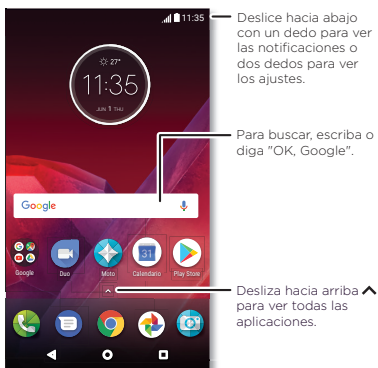 11:35
Deslice hacia abajo
con un dedo para ver
las notificaciones o
dos dedos para ver
los ajustes.
27°
11:35
JUN 1 THU
Para buscar, escriba o
diga "OK, Google".
Google
31
Google Duo Moto Calendario Play Store
Desliza hacia arriba
para ver todas las
aplicaciones.